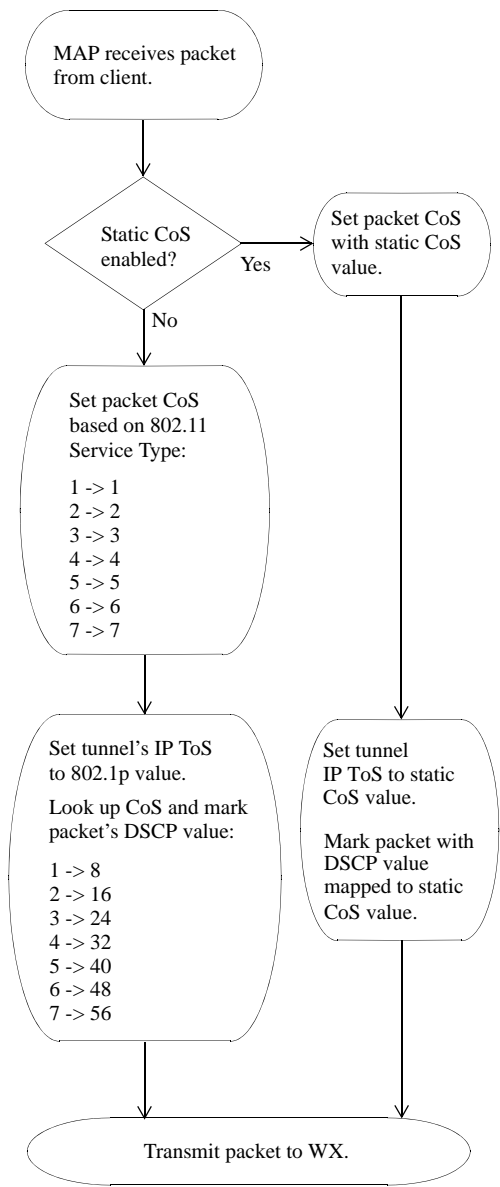 MAP receives packet
from client.
Static CoS
enabled?
Yes
Set packet CoS
with static CoS
value.
No
Set packet CoS
based on 802.11
Service Type:
1 -> 1
2 -> 2
3 -> 3
4 -> 4
5 -> 5
6 -> 6
7 -> 7
Set tunnel's IP ToS
to 802.1p value.
Look up CoS and mark
packet's DSCP value:
1 -> 8
2 -> 16
3 -> 24
4 -> 32
5 -> 40
6 -> 48
7 -> 56
Set tunnel
IP ToS to static
CoS value.
Mark packet with
DSCP value
mapped to static
CoS value.
Transmit packet to WX.